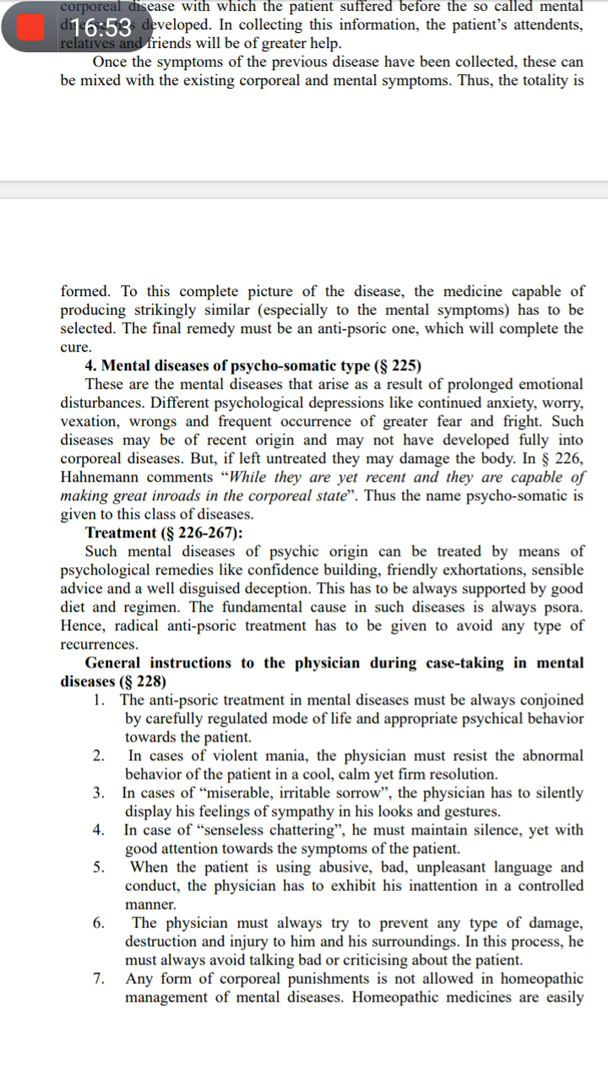 corporeal disease with which the patient suffered before the so called mental
16:53
developed. In collecting this information, the patient's attendents,
relatives and friends will be of greater help.
Once the symptoms of the previous disease have been collected, these can
be mixed with the existing corporeal and mental symptoms. Thus, the totality is
formed. To this complete picture of the disease, the medicine capable of
producing strikingly similar (especially to the mental symptoms) has to be
selected. The final remedy must be an anti-psoric one, which will complete the
cure.
4. Mental diseases of psycho-somatic type (§ 225)
These are the mental diseases that arise as a result of prolonged emotional
disturbances. Different psychological depressions like continued anxiety, worry,
vexation, wrongs and frequent occurrence of greater fear and fright. Such
diseases may be of recent origin and may not have developed fully into
corporeal diseases. But, if left untreated they may damage the body. In § 226,
Hahnemann comments “While they are yet recent and they are capable of
making great inroads in the corporeal state”. Thus the name psycho-somatic is
given to this class of diseases.
Treatment (§ 226-267):
Such mental diseases of psychic origin can be treated by means of
psychological remedies like confidence building, friendly exhortations, sensible
advice and a well disguised deception. This has to be always supported by good
diet and regimen. The fundamental cause in such diseases is always psora.
Hence, radical anti-psoric treatment has to be given to avoid any type of
recurrences.
General instructions to the physician during case-taking in mental
diseases (§ 228)
1. The anti-psoric treatment in mental diseases must be always conjoined
by carefully regulated mode of life and appropriate psychical behavior
towards the patient.
2. In cases of violent mania, the physician must resist the abnormal
behavior of the patient in a cool, calm yet firm resolution.
3. In cases of “miserable, irritable sorrow”, the physician has to silently
display his feelings of sympathy in his looks and gestures.
4. In case of “senseless chattering”, he must maintain silence, yet with
good attention towards the symptoms of the patient.
5. When the patient is using abusive, bad, unpleasant language and
conduct, the physician has to exhibit his inattention in a controlled
manner.
6. The physician must always try to prevent any type of damage,
destruction and injury to him and his surroundings. In this process, he
must always avoid talking bad or criticising about the patient.
7. Any form of corporeal punishments is not allowed in homeopathic
management of mental diseases. Homeopathic medicines are easily